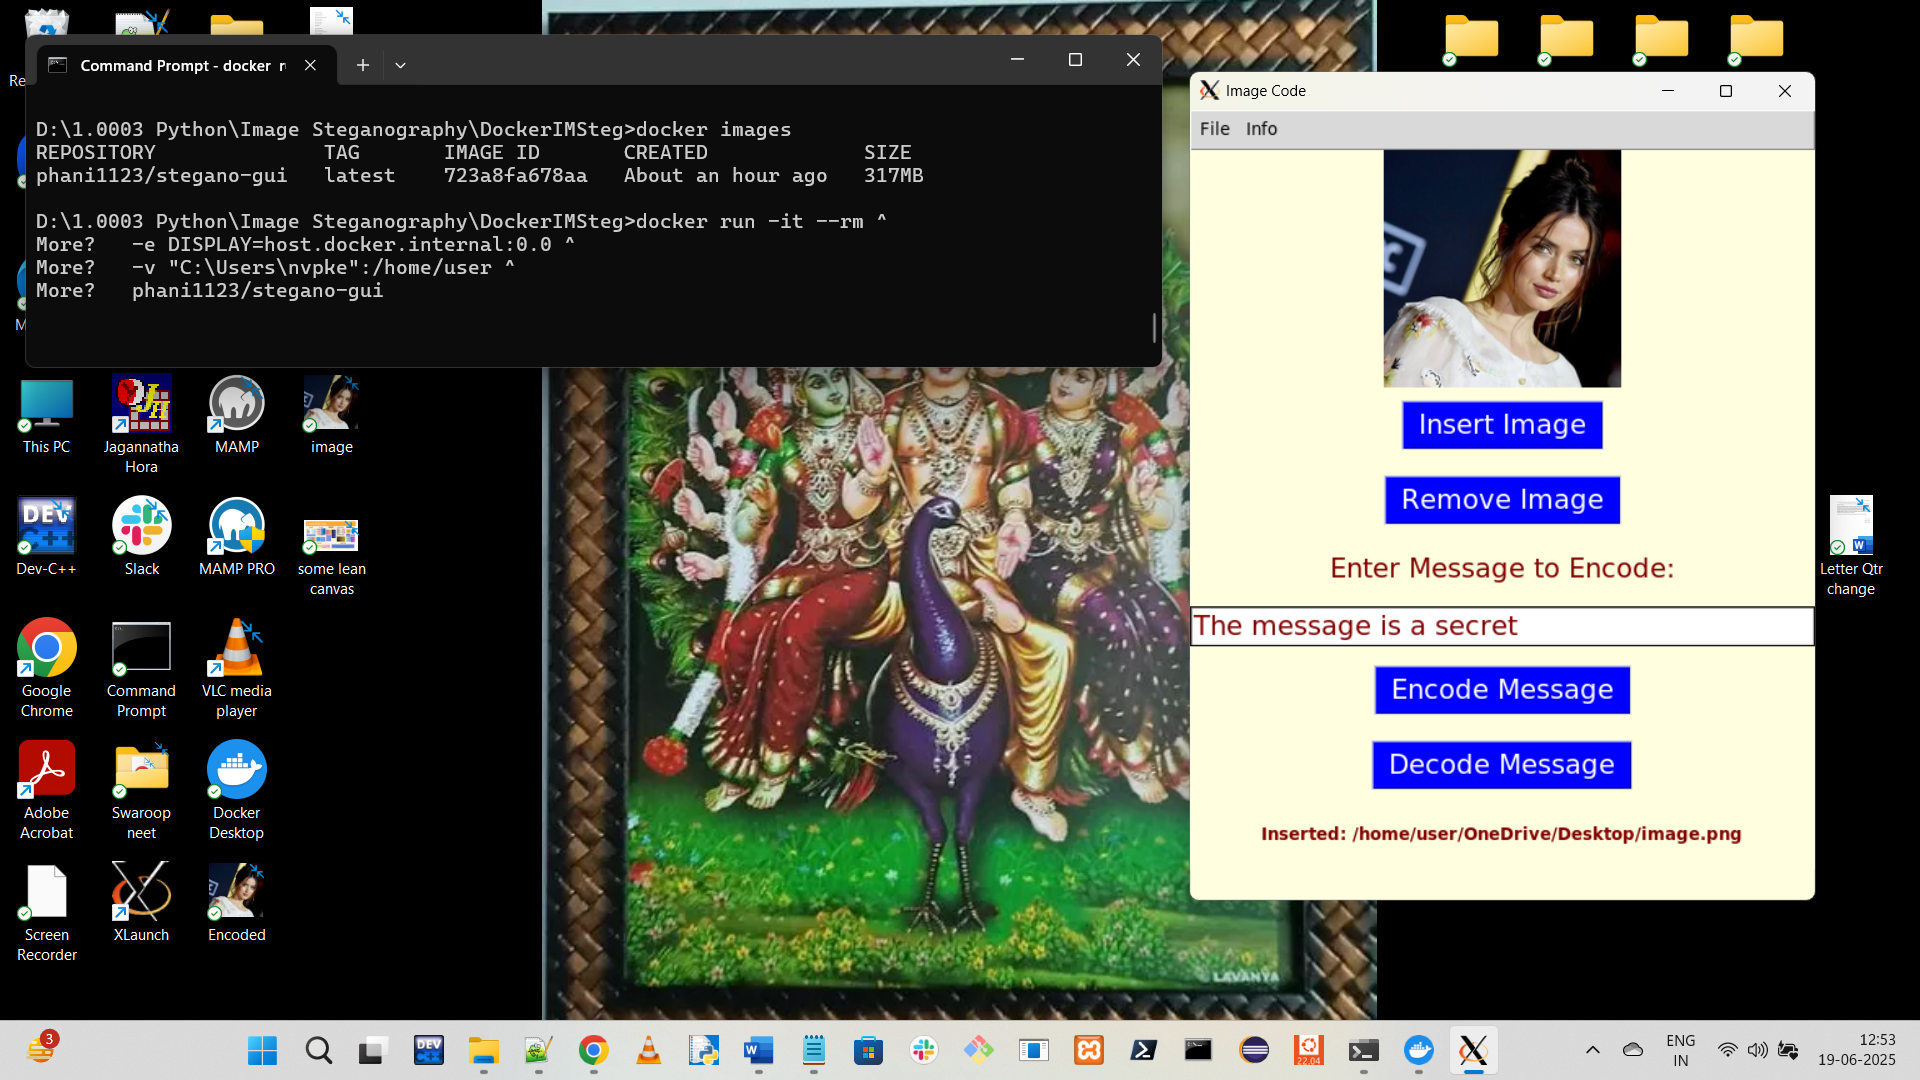 Command Prompt - docker r
D:\1.0003 Python\Image Steganography\DockerIMSteg>docker images
REPOSITORY TAG IMAGE ID CREATED SIZE
phani1123/stegano-gui latest 723a8fa678aa About an hour ago 317MB
D:\1.0003 Python\Image Steganography\DockerIMSteg>docker run -it --rm ^
More? -e DISPLAY=host.docker.internal:0.0 ^
More? -v "C:\Users\nvpke":/home/user ^
More? phani1123/stegano-gui
This PC
Jagannatha
Hora
MAMP
image
DEV
C++
Dev-C++
Slack
MAMP PRO
some lean
canvas
Google
Chrome
Command
Prompt
VLC media
player
Adobe
Acrobat
Swaroop
neet
Docker
Desktop
Screen
Recorder
XLaunch
Encoded
LAVANYA
Image Code
File Info
Insert Image
Remove Image
Enter Message to Encode:
The message is a secret
Encode Message
Decode Message
Inserted: /home/user/OneDrive/Desktop/image.png
Letter Qtr
change
3
DEV
22.04
ENG
IN
12:53
19-06-2025